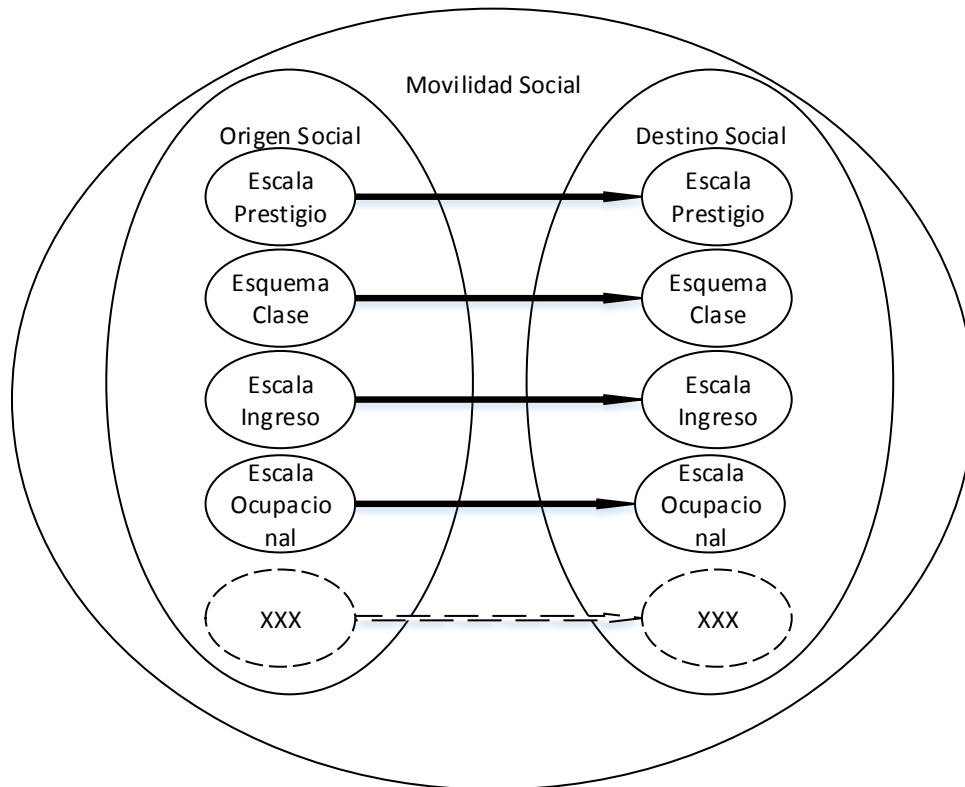 Movilidad Social
Origen Social
Destino Social
Escala
Prestigio
Escala
Prestigio
Esquema
Clase
Esquema
Clase
Escala
Ingreso
Escala
Ingreso
Escala
Ocupacio
nal
Escala
Ocupacio
nal
XXX
XXX